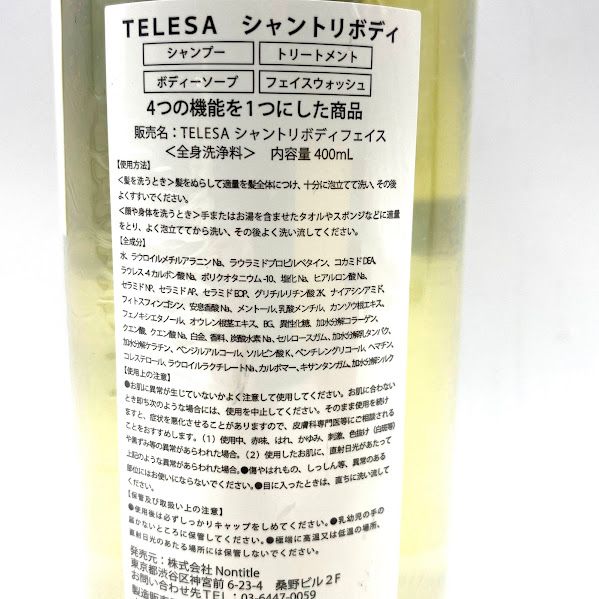 TELESA シャントリボディ
シャンプー トリートメント
ボディーソープ フェイスウォッシュ
4つの機能を1つにした商品
販売名：TELESA シャントリボディフェイス
＜全身洗浄料＞ 内容量 400mL
【使用方法】
＜髪を洗うとき＞髪をぬらして適量を髪全体につけ、十分に泡立てて洗い、その後
よくすすいでください。
＜顔や身体を洗うとき＞手またはお湯を含ませたタオルやスポンジなどに適量
をとり、よく泡立ててから洗い、その後よく洗い流してください。
【全成分】
水、ラウロイルメチルアラニンNa、ラウラミドプロピルベタイン、コカミドDEA、
ラウレス-4カルボン酸Na、ポリクオタニウム-10、塩化Na、ヒアルロン酸Na、
セラミドNP、セラミドAP、セラミドEOP、グリチルリチン酸2K、ナイアシンアミド、
フィトスフィンゴシン、安息香酸Na、メントール、乳酸メンチル、カンゾウ根エキス、
フェノキシエタノール、オウレン根茎エキス、BG、異性化糖、加水分解コラーゲン、
クエン酸、クエン酸Na、白金、香料、炭酸水素Na、セルロースガム、加水分解乳タンパク、
加水分解ケラチン、ベンジルアルコール、ソルビン酸K、ペンチレングリコール、ヘマチン、
コレステロール、ラウロイルラクチレートNa、カルボマー、キサンタンガム、加水分解シルク
【使用上の注意】
●お肌に異常が生じていないかよく注意して使用してください。お肌に合わない
とき即ち次のような場合には、使用を中止してください。そのまま使用を続け
ますと、症状を悪化させることがありますので、皮膚科専門医等にご相談される
ことをおすすめします。（1）使用中、赤味、はれ、かゆみ、刺激、色抜け（白斑等）
や黒ずみ等の異常があらわれた場合。（2）使用したお肌に、直射日光があたって
上記のような異常があらわれた場合。●傷やはれもの、しっしん等、異常のある
部位にはお使いにならないでください。●目に入ったときは、直ちに洗い流して
ください。
【保管及び取扱い上の注意】
●使用後は必ずしっかりキャップをしめてください。●乳幼児の手の
届かないところに保管してください。●極端に高温又は低温の場所、
直射日光のあたる場所には保管しないでください。
発売元：株式会社 Nontitle
東京都渋谷区神宮前 6-23-4 桑野ビル 2F
お問い合わせ先TEL：03-6447-0059
製造販売